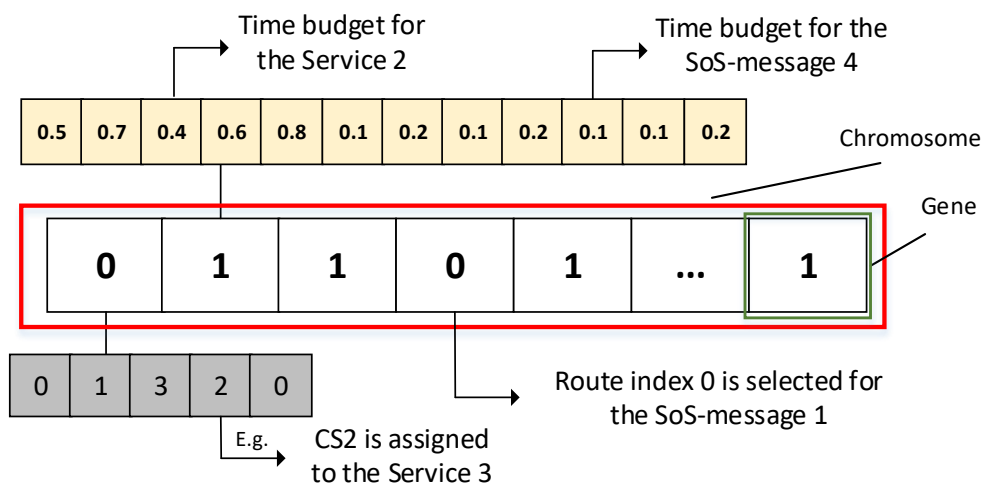 Time budget for
the Service 2
Time budget for the
SoS-message 4
0.5 0.7 0.4 0.6 0.8 0.1 0.2 0.1 0.2 0.1 0.1 0.2
Chromosome
Gene
0 1 1 0 1 ... 1
0 1 3 2 0
E.g.
CS2 is assigned
to the Service 3
Route index 0 is selected for
the SoS-message 1